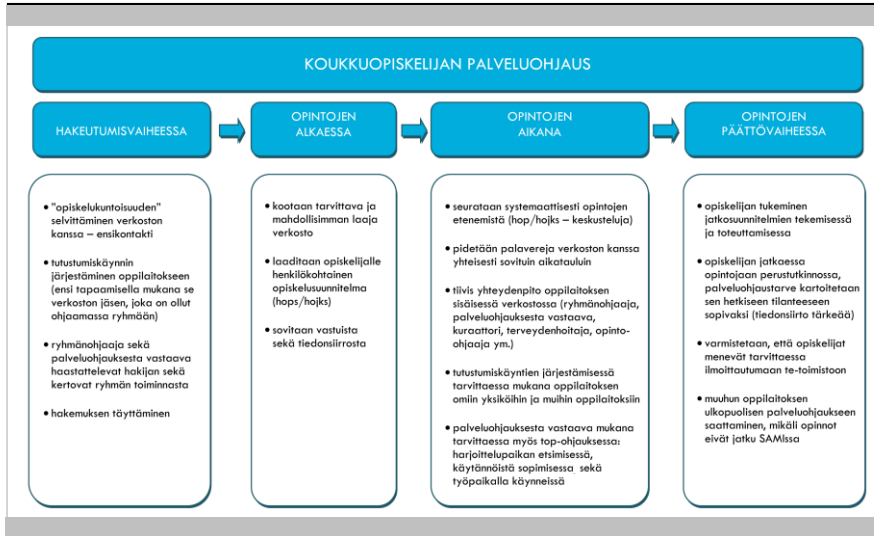 KOUKKUOPISKELIJAN PALVELUOHJAUS
HAKEUTUMISVAIHEESSA
OPINTOJEN
ALKAESSA
OPINTOJEN
AIKANA
OPINTOJEN
PÄÄTTÖVAIHEESSA
• "opiskelukuntoisuuden"
selvittäminen verkoston
kanssa – ensikontakti
• tutustumiskäynnin
järjestäminen oppilaitokseen
(ensi tapaamisella mukana se
verkoston jäsen, joka on ollut
ohjaamassa ryhmään)
• ryhmänohjaaja sekä
palveluohjauksesta vastaava
haastattelevat hakijan sekä
kertovat ryhmän toiminnasta
• hakemuksen täyttäminen
• kootaan tarvittava ja
mahdollisimman laaja
verkosto
• laaditaan opiskelijalle
henkilökohtainen
opiskelusuunnitelma
(hops/hojks)
• sovitaan vastuista
sekä tiedonsiirrosta
• seurataan systemaattisesti opintojen
etenemistä (hop/hojks – keskusteluja)
• pidetään palavereja verkoston kanssa
yhteisesti sovituin aikatauluin
• tiivis yhteydenpito oppilaitoksen
sisäisessä verkostossa (ryhmänohjaaja,
palveluohjauksesta vastaava,
kuraattori, terveydenhoitaja, opinto-
ohjaaja ym.)
• tutustumiskäyntien järjestämisessä
tarvittaessa mukana oppilaitoksen
omiin yksiköihin ja muihin oppilaitoksiin
• palveluohjauksesta vastaava mukana
tarvittaessa myös top-ohjauksessa:
harjoittelupaikan etsimisessä,
käytännöistä sopimisessa sekä
työpaikalla käynneissä
• opiskelijan tukeminen
jatkosuunnitelmien tekemisessä
ja toteuttamisessa
• opiskelijan jatkaessa
opintojaan perustutkinnossa,
palveluohjaustarve kartoitetaan
sen hetkiseen tilanteeseen
sopivaksi (tiedonsiirto tärkeää)
• varmistetaan, että opiskelijat
menevät tarvittaessa
ilmoittautumaan te-toimistoon
• muuhun oppilaitoksen
ulkopuolisen palveluohjaukseen
saattaminen, mikäli opinnot
eivät jatku SAMIssa